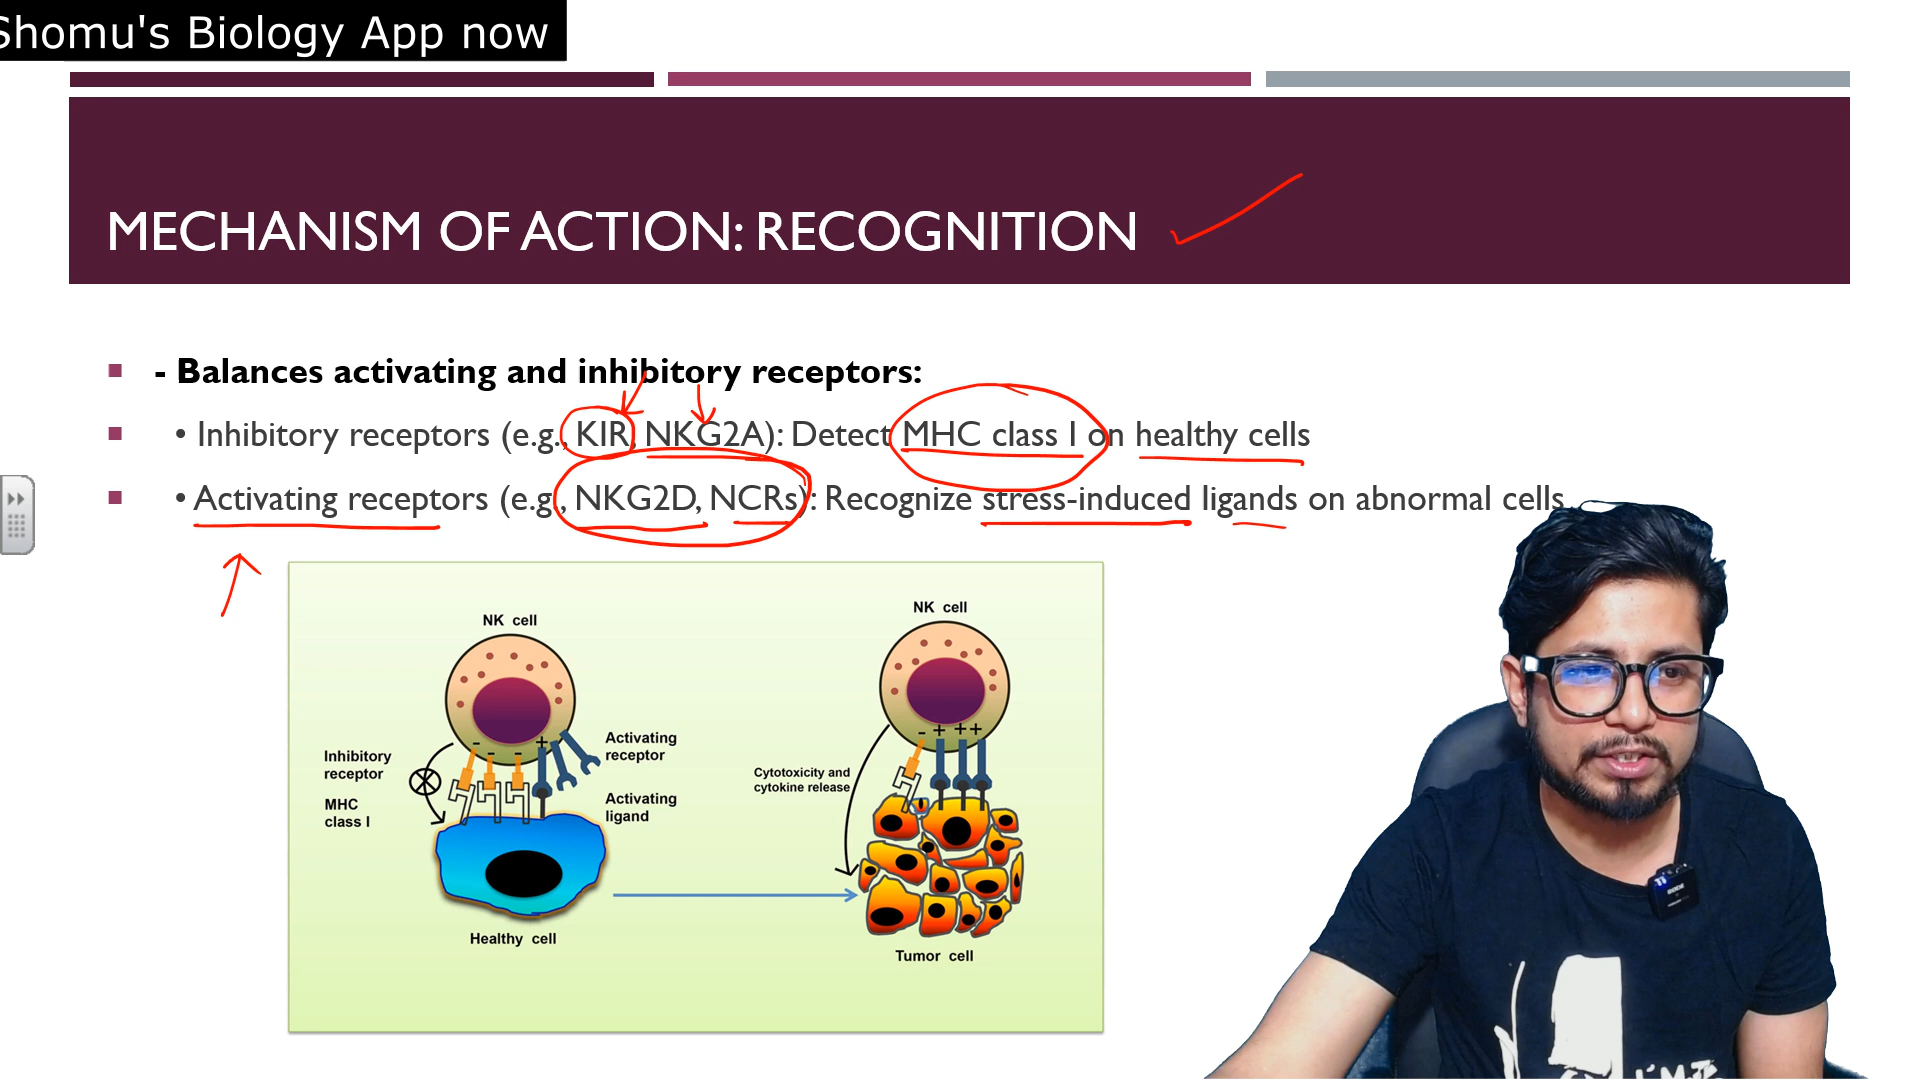 Shomu's Biology App now
MECHANISM OF ACTION: RECOGNITION
- Balances activating and inhibitory receptors:
• Inhibitory receptors (e.g., KIR, NKG2A): Detect MHC class I on healthy cells
• Activating receptors (e.g., NKG2D, NCRs): Recognize stress-induced ligands on abnormal cells
NK cell
Inhibitory
receptor
MHC
class I
- - - +
Activating
receptor
Activating
ligand
Healthy cell
NK cell
- + + +
Cytotoxicity and
cytokine release
Tumor cell